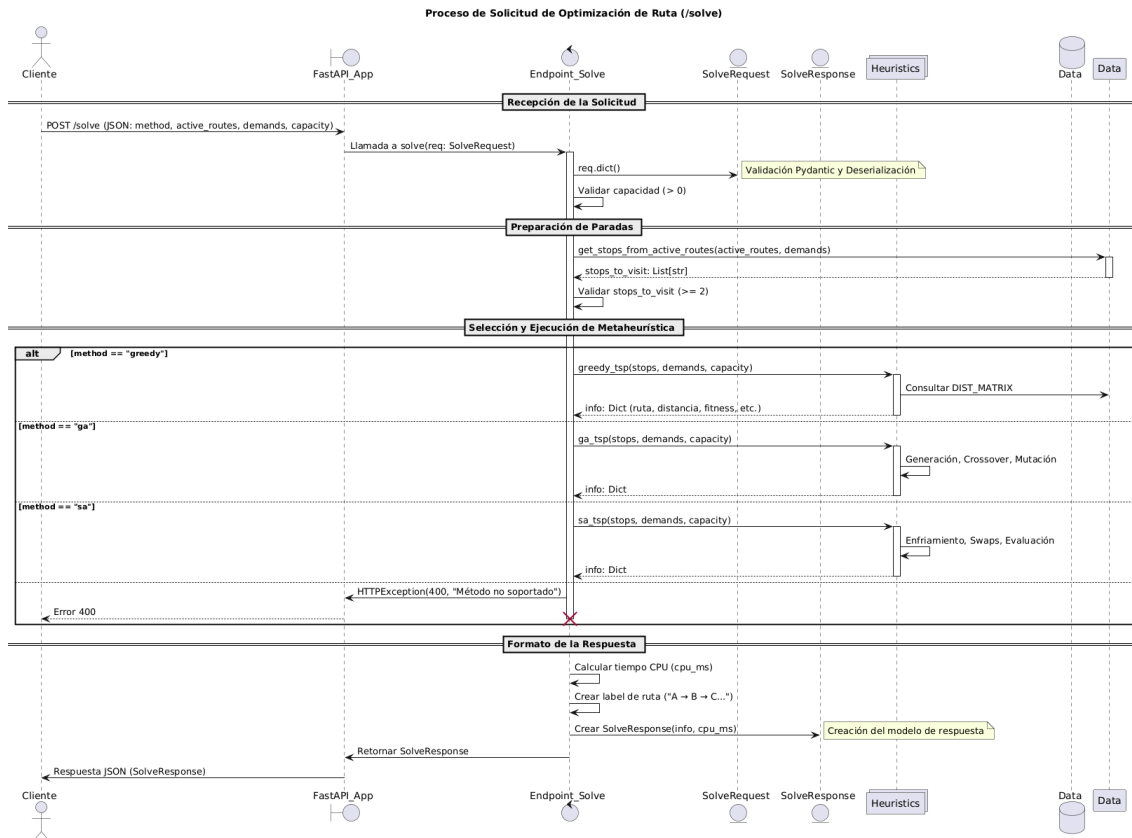 Proceso de Solicitud de Optimización de Ruta (/solve)
Cliente
FastAPI_App
Endpoint_Solve
SolveRequest
SolveResponse
Heuristics
Data
Data
Recepción de la Solicitud
POST /solve (JSON: method, active_routes, demands, capacity)
Llamada a solve(req: SolveRequest)
req.dict()
Validación Pydantic y Deserialización
Validar capacidad (> 0)
Preparación de Paradas
get_stops_from_active_routes(active_routes, demands)
stops_to_visit: List[str]
Validar stops_to_visit (>= 2)
Selección y Ejecución de Metaheurística
alt
[method == "greedy"]
greedy_tsp(stops, demands, capacity)
Consultar DIST_MATRIX
info: Dict (ruta, distancia, fitness, etc.)
[method == "ga"]
ga_tsp(stops, demands, capacity)
Generación, Crossover, Mutación
info: Dict
[method == "sa"]
sa_tsp(stops, demands, capacity)
Enfriamiento, Swaps, Evaluación
info: Dict
HTTPException(400, "Método no soportado")
Error 400
Formato de la Respuesta
Calcular tiempo CPU (cpu_ms)
Crear label de ruta ("A → B → C...")
Crear SolveResponse(info, cpu_ms)
Creación del modelo de respuesta
Retornar SolveResponse
Respuesta JSON (SolveResponse)
Cliente
FastAPI_App
Endpoint_Solve
SolveRequest
SolveResponse
Heuristics
Data
Data